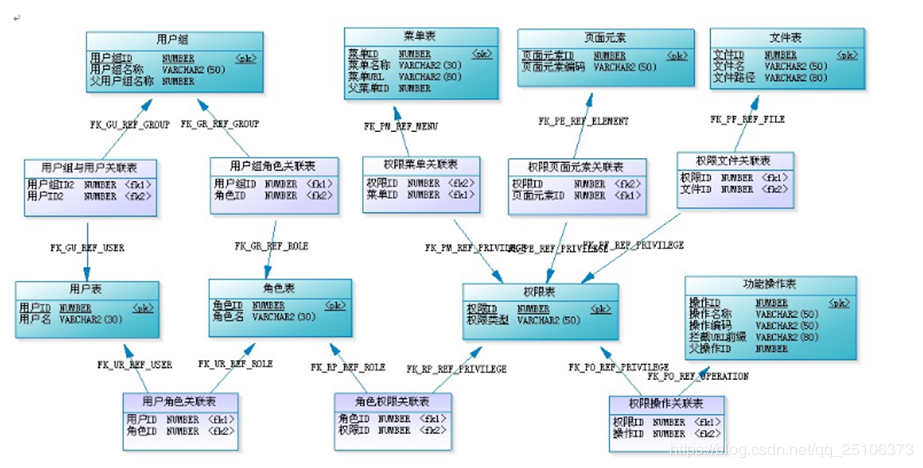 用户组
用户组ID NUMBER <pk>
用户组名称 VARCHAR2(50)
父用户组名称 NUMBER
菜单表
菜单ID NUMBER <pk>
菜单名称 VARCHAR2(30)
菜单URL VARCHAR2(80)
父菜单ID NUMBER
页面元素
页面元素ID NUMBER <pk>
页面元素编码 VARCHAR2(50)
文件表
文件ID NUMBER <pk>
文件名 VARCHAR2(50)
文件路径 VARCHAR2(80)
FK_GU_REF_GROUP
FK_GR_REF_GROUP
FK_PM_REF_MENU
FK_PE_REF_ELEMENT
FK_PF_REF_FILE
用户组与用户关联表
用户组ID2 NUMBER <fk1>
用户ID2 NUMBER <fk2>
用户组角色关联表
用户组ID NUMBER <fk1>
角色ID NUMBER <fk2>
权限菜单关联表
权限ID NUMBER <fk2>
菜单ID NUMBER <fk1>
权限页面元素关联表
权限ID NUMBER <fk2>
页面元素ID NUMBER <fk1>
权限文件关联表
权限ID NUMBER <fk1>
文件ID NUMBER <fk2>
FK_GU_REF_USER
FK_GR_REF_ROLE
FK_PM_REF_PRIVILEGE
FK_PE_REF_PRIVILEGE
FK_PF_REF_PRIVILEGE
用户表
用户ID NUMBER <pk>
用户名 VARCHAR2(30)
角色表
角色ID NUMBER <pk>
角色名 VARCHAR2(30)
权限表
权限ID NUMBER <pk>
权限类型 VARCHAR2(50)
功能操作表
操作ID NUMBER <pk>
操作名称 VARCHAR2(50)
操作编码 VARCHAR2(50)
拦截URL前缀 VARCHAR2(80)
父操作ID NUMBER
FK_UR_REF_USER
FK_UR_REF_ROLE
FK_RP_REF_ROLE
FK_RP_REF_PRIVILEGE
FK_PO_REF_PRIVILEGE
FK_PO_REF_OPERATION
用户角色关联表
用户ID NUMBER <fk1>
角色ID NUMBER <fk2>
角色权限关联表
角色ID NUMBER <fk1>
权限ID NUMBER <fk2>
权限操作关联表
权限ID NUMBER <fk1>
操作ID NUMBER <fk2>
https://blog.csdn.net/qq_25106373